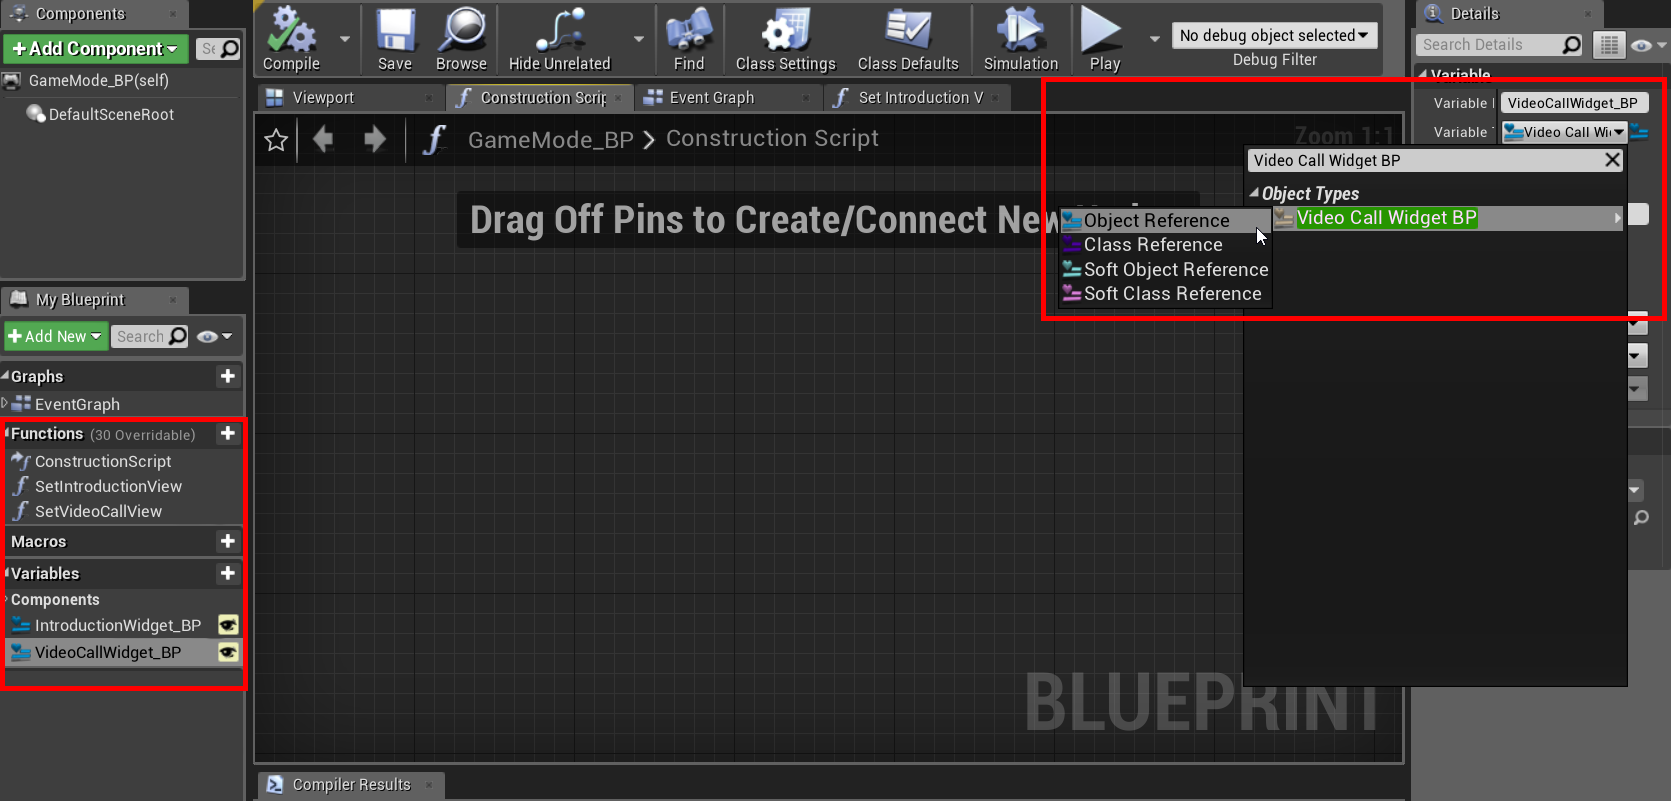 Components
Add Component
Se
GameMode_BP(self)
DefaultSceneRoot
Compile
Save
Browse
Hide Unrelated
Find
Class Settings
Class Defaults
Simulation
Play
No debug object selected
Debug Filter
Viewport
Construction Scrip
Event Graph
Set Introduction V
GameMode_BP > Construction Script
Zoom 1:1
Drag Off Pins to Create/Connect New
BLUEPRINT
Compiler Results
My Blueprint
Add New
Search
Graphs
EventGraph
Functions (30 Overridable)
ConstructionScript
SetIntroductionView
SetVideoCallView
Macros
Variables
Components
IntroductionWidget_BP
VideoCallWidget_BP
Details
Search Details
Variable
Variable
VideoCallWidget_BP
Variable
Video Call Wi
Video Call Widget BP
Object Types
Video Call Widget BP
Object Reference
Class Reference
Soft Object Reference
Soft Class Reference